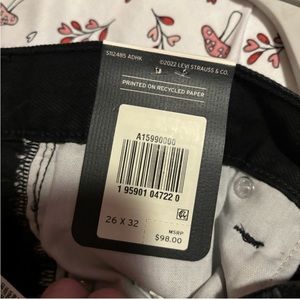 S112485 ADHK
©2022 LEVI STRAUSS & CO.
PRINTED ON RECYCLED PAPER
A15990000
1 95901 04722 0
26 X 32
MSRP
$98.00